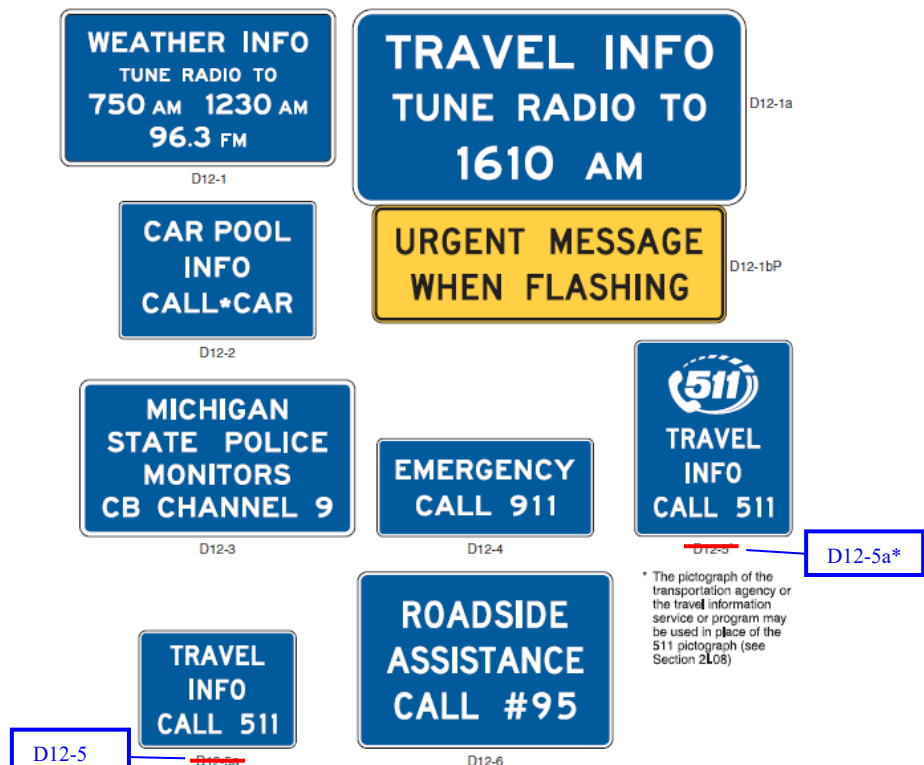 WEATHER INFO
TUNE RADIO TO
750 AM 1230 AM
96.3 FM
D12-1
TRAVEL INFO
TUNE RADIO TO
1610 AM
D12-1a
URGENT MESSAGE
WHEN FLASHING
D12-1bP
CAR POOL
INFO
CALL*CAR
D12-2
511
TRAVEL
INFO
CALL 511
D12-5*
D12-5a*
* The pictograph of the
transportation agency or
the travel information
service or program may
be used in place of the
511 pictograph (see
Section 2L08)
MICHIGAN
STATE POLICE
MONITORS
CB CHANNEL 9
D12-3
EMERGENCY
CALL 911
D12-4
TRAVEL
INFO
CALL 511
D12-5a
D12-5
ROADSIDE
ASSISTANCE
CALL #95
D12-6